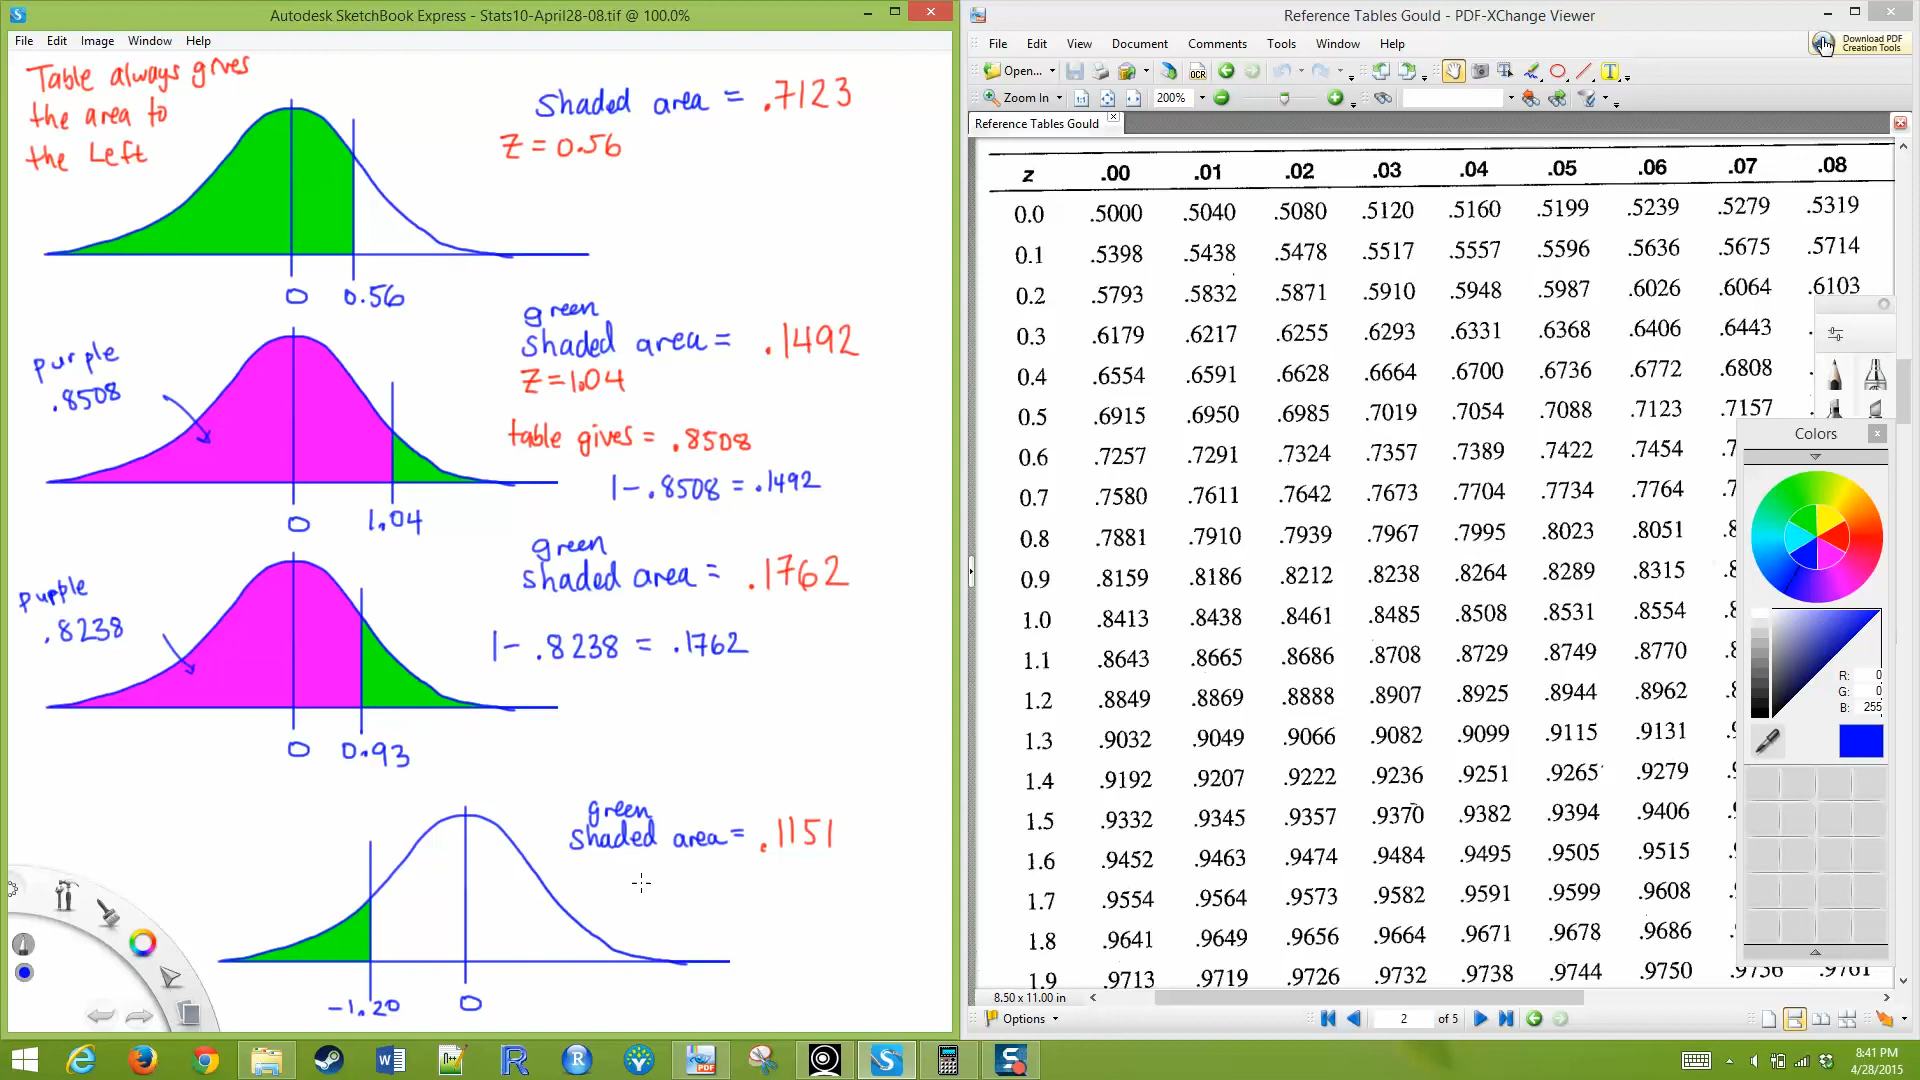 Autodesk SketchBook Express - Stats10-April28-08.tif @ 100.0%
File Edit Image Window Help
Table always gives
the area to
the Left
Shaded area = .7123
Z = 0.56
0 0.56
purple
.8508
green
Shaded area = .1492
Z = 1.04
table gives = .8508
1 - .8508 = .1492
0 1.04
purple
.8238
green
shaded area = .1762
1 - .8238 = .1762
0 0.93
green
Shaded area = .1151
-1.20 0
Reference Tables Gould - PDF-XChange Viewer
File Edit View Document Comments Tools Window Help
Download PDF
Creation Tools
Open...
OCR
Zoom In 200%
Reference Tables Gould
z .00 .01 .02 .03 .04 .05 .06 .07 .08
0.0 .5000 .5040 .5080 .5120 .5160 .5199 .5239 .5279 .5319
0.1 .5398 .5438 .5478 .5517 .5557 .5596 .5636 .5675 .5714
0.2 .5793 .5832 .5871 .5910 .5948 .5987 .6026 .6064 .6103
0.3 .6179 .6217 .6255 .6293 .6331 .6368 .6406 .6443
0.4 .6554 .6591 .6628 .6664 .6700 .6736 .6772 .6808
0.5 .6915 .6950 .6985 .7019 .7054 .7088 .7123 .7157
0.6 .7257 .7291 .7324 .7357 .7389 .7422 .7454
0.7 .7580 .7611 .7642 .7673 .7704 .7734 .7764
0.8 .7881 .7910 .7939 .7967 .7995 .8023 .8051
0.9 .8159 .8186 .8212 .8238 .8264 .8289 .8315
1.0 .8413 .8438 .8461 .8485 .8508 .8531 .8554
1.1 .8643 .8665 .8686 .8708 .8729 .8749 .8770
1.2 .8849 .8869 .8888 .8907 .8925 .8944 .8962
1.3 .9032 .9049 .9066 .9082 .9099 .9115 .9131
1.4 .9192 .9207 .9222 .9236 .9251 .9265 .9279
1.5 .9332 .9345 .9357 .9370 .9382 .9394 .9406
1.6 .9452 .9463 .9474 .9484 .9495 .9505 .9515
1.7 .9554 .9564 .9573 .9582 .9591 .9599 .9608
1.8 .9641 .9649 .9656 .9664 .9671 .9678 .9686
1.9 .9713 .9719 .9726 .9732 .9738 .9744 .9750
Colors
R: 0
G: 0
B: 255
8.50 x 11.00 in
Options 2 of 5
8:41 PM
4/28/2015